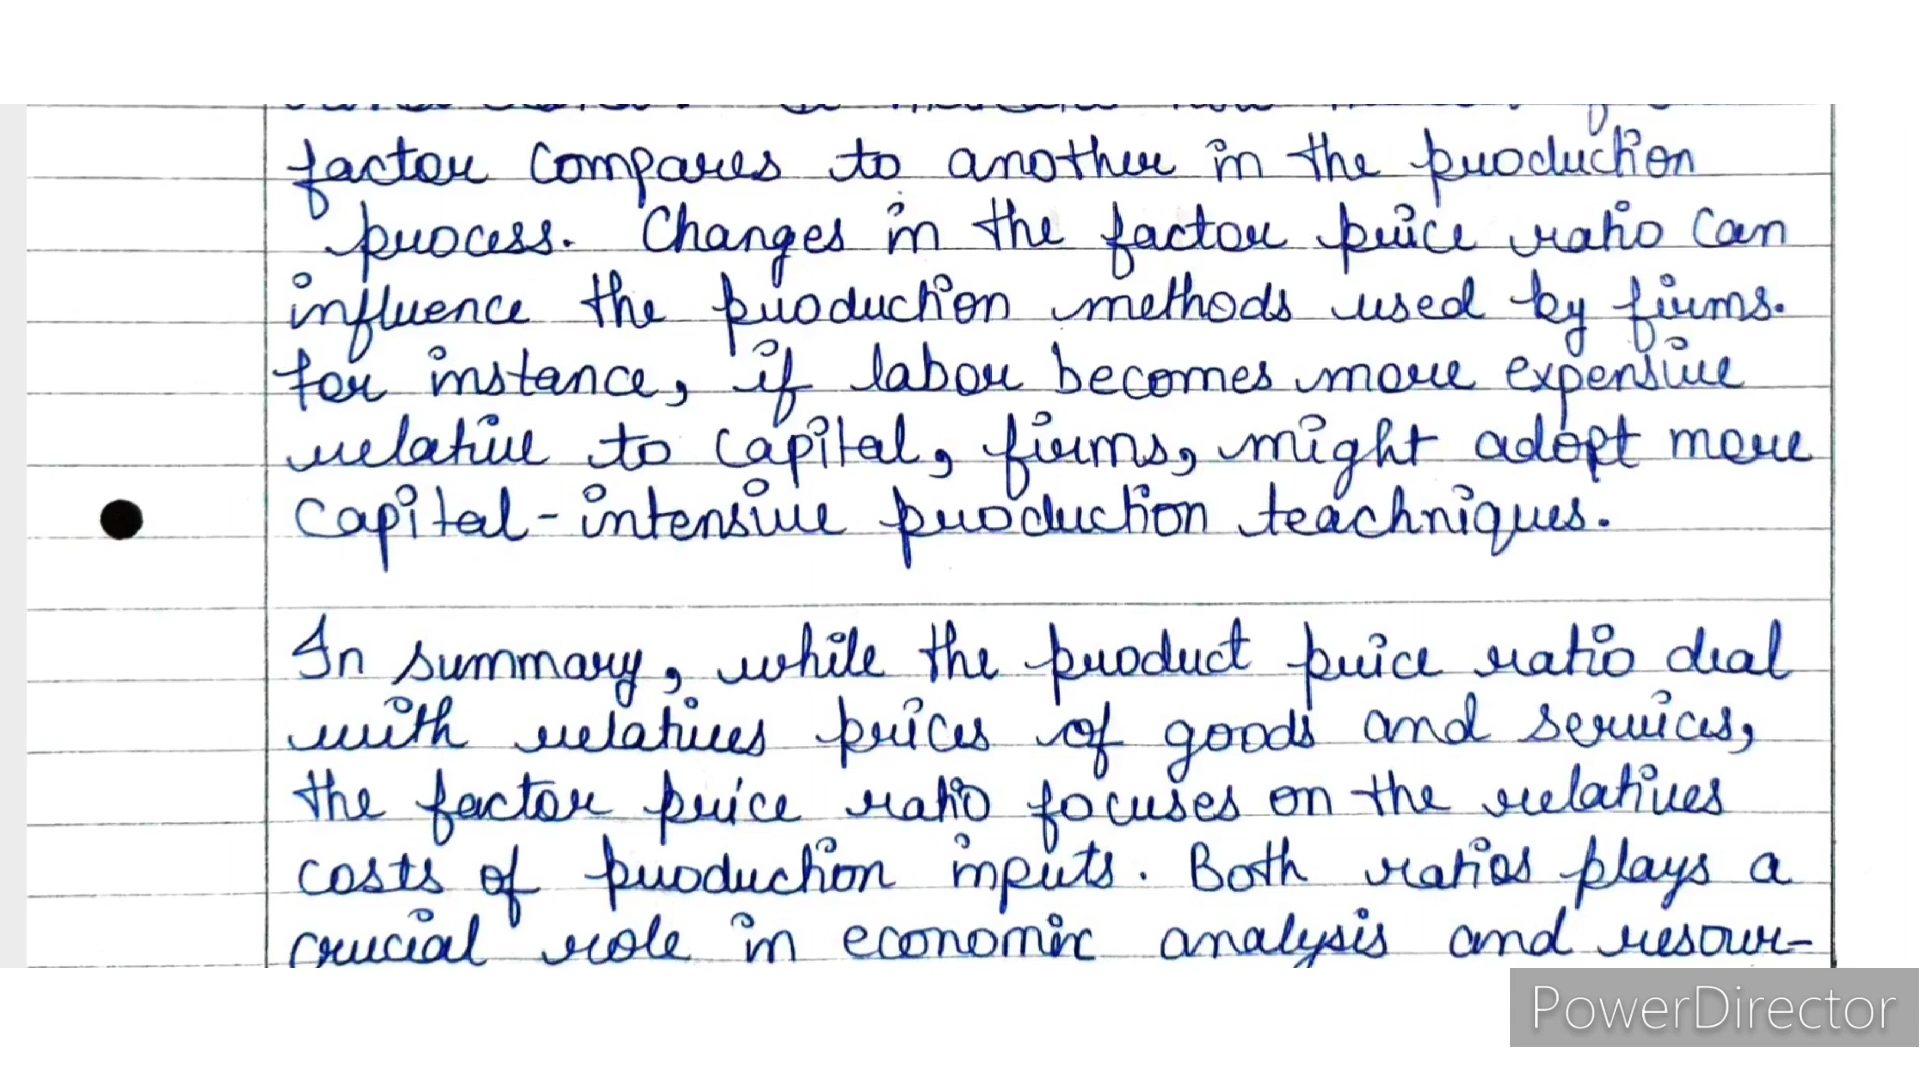 factor compares to another in the production
process. Changes in the factor price ratio can
influence the production methods used by firms.
for instance, if labor becomes more expensive
relative to capital, firms, might adopt more
capital-intensive production teachniques.
In summary, while the product price ratio deal
with relatives prices of goods and services,
the factor price ratio focuses on the relatives
costs of production inputs. Both ratios plays a
crucial role in economic analysis and resour-
PowerDirector